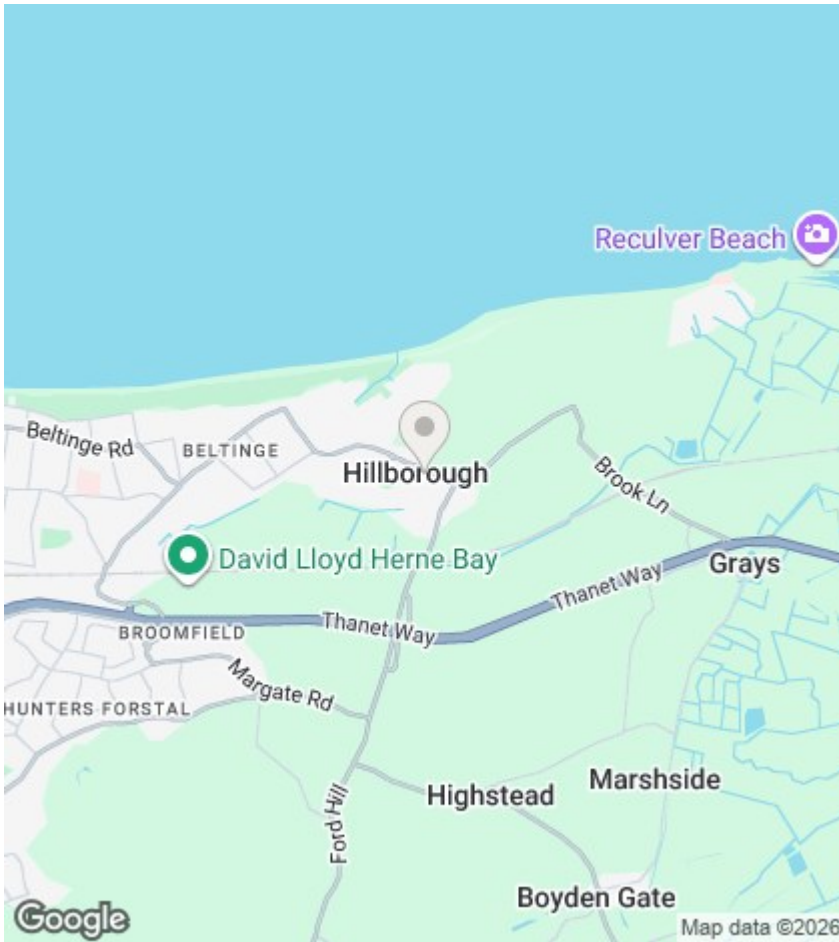 Reculver Beach
Beltinge Rd
BELTINGE
Hillborough
Brook Ln
David Lloyd Herne Bay
Grays
Thanet Way
Thanet Way
BROOMFIELD
Margate Rd
HUNTERS FORSTAL
Ford Hill
Highstead
Marshside
Boyden Gate
Google
Map data ©2026